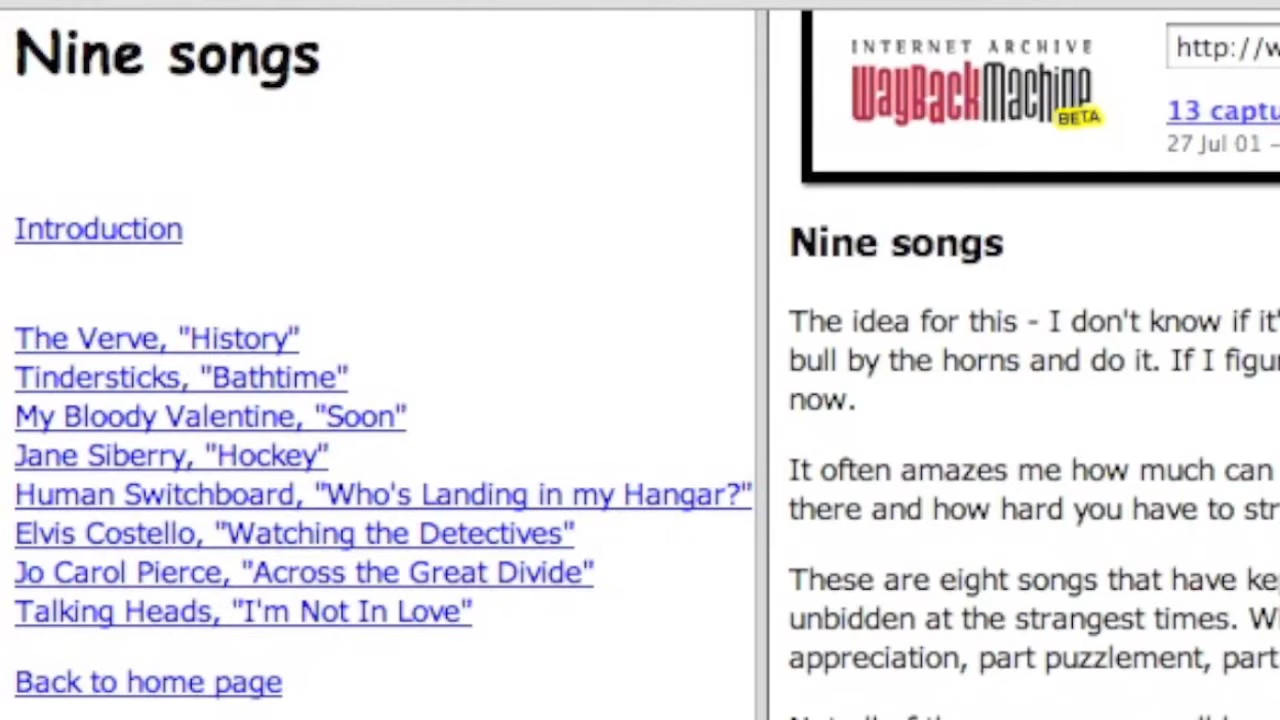 Nine songs
Introduction
The Verve, "History"
Tindersticks, "Bathtime"
My Bloody Valentine, "Soon"
Jane Siberry, "Hockey"
Human Switchboard, "Who's Landing in my Hangar?"
Elvis Costello, "Watching the Detectives"
Jo Carol Pierce, "Across the Great Divide"
Talking Heads, "I'm Not In Love"
Back to home page
INTERNET ARCHIVE
WayBackMachine
BETA
http://w
13 captu
27 Jul 01 –
Nine songs
The idea for this - I don't know if it'
bull by the horns and do it. If I figur
now.
It often amazes me how much can
there and how hard you have to str
These are eight songs that have ke
unbidden at the strangest times. Wi
appreciation, part puzzlement, part